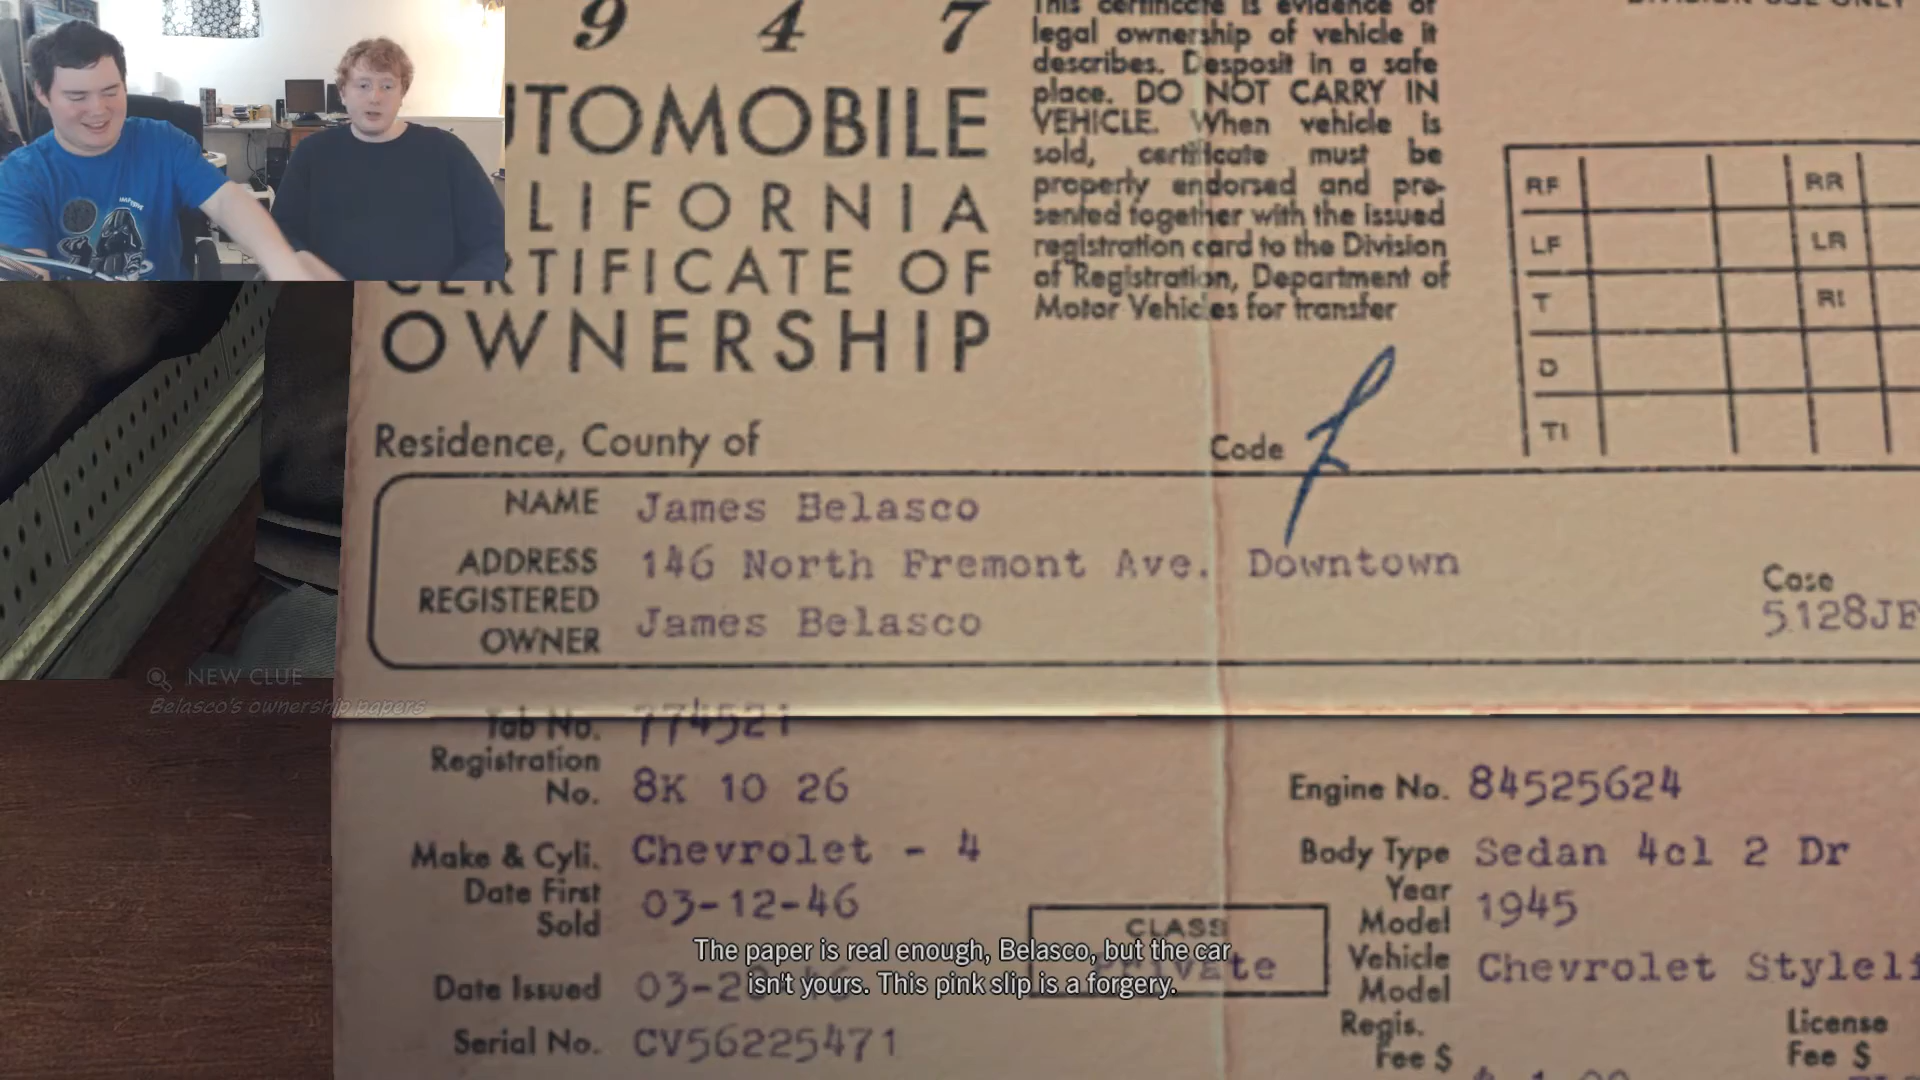 9 4 7
This certificate is evidence of
legal ownership of vehicle it
describes. Desposit in a safe
place. DO NOT CARRY IN
VEHICLE. When vehicle is
sold, certificate must be
properly endorsed and pre-
sented together with the issued
registration card to the Division
of Registration, Department of
Motor Vehicles for transfer
DIVISION USE ONLY
UTOMOBILE
LIFORNIA
CERTIFICATE OF
OWNERSHIP
RF RR
LF LR
T RI
D
TI
Residence, County of
Code
NAME James Belasco
ADDRESS 146 North Fremont Ave. Downtown
REGISTERED
OWNER James Belasco
Case
5128JF
NEW CLUE
Belasco's ownership papers
Tab No. 774521
Registration
No. 8K 10 26
Engine No. 84525624
Make & Cyli. Chevrolet - 4
Body Type Sedan 4cl 2 Dr
Date First
Sold 03-12-46
Year
Model 1945
CLASS
Private
Vehicle
Model Chevrolet Styleli
Date Issued
Serial No. CV56225471
Regis.
Fee $
License
Fee $
The paper is real enough, Belasco, but the car
isn't yours. This pink slip is a forgery.